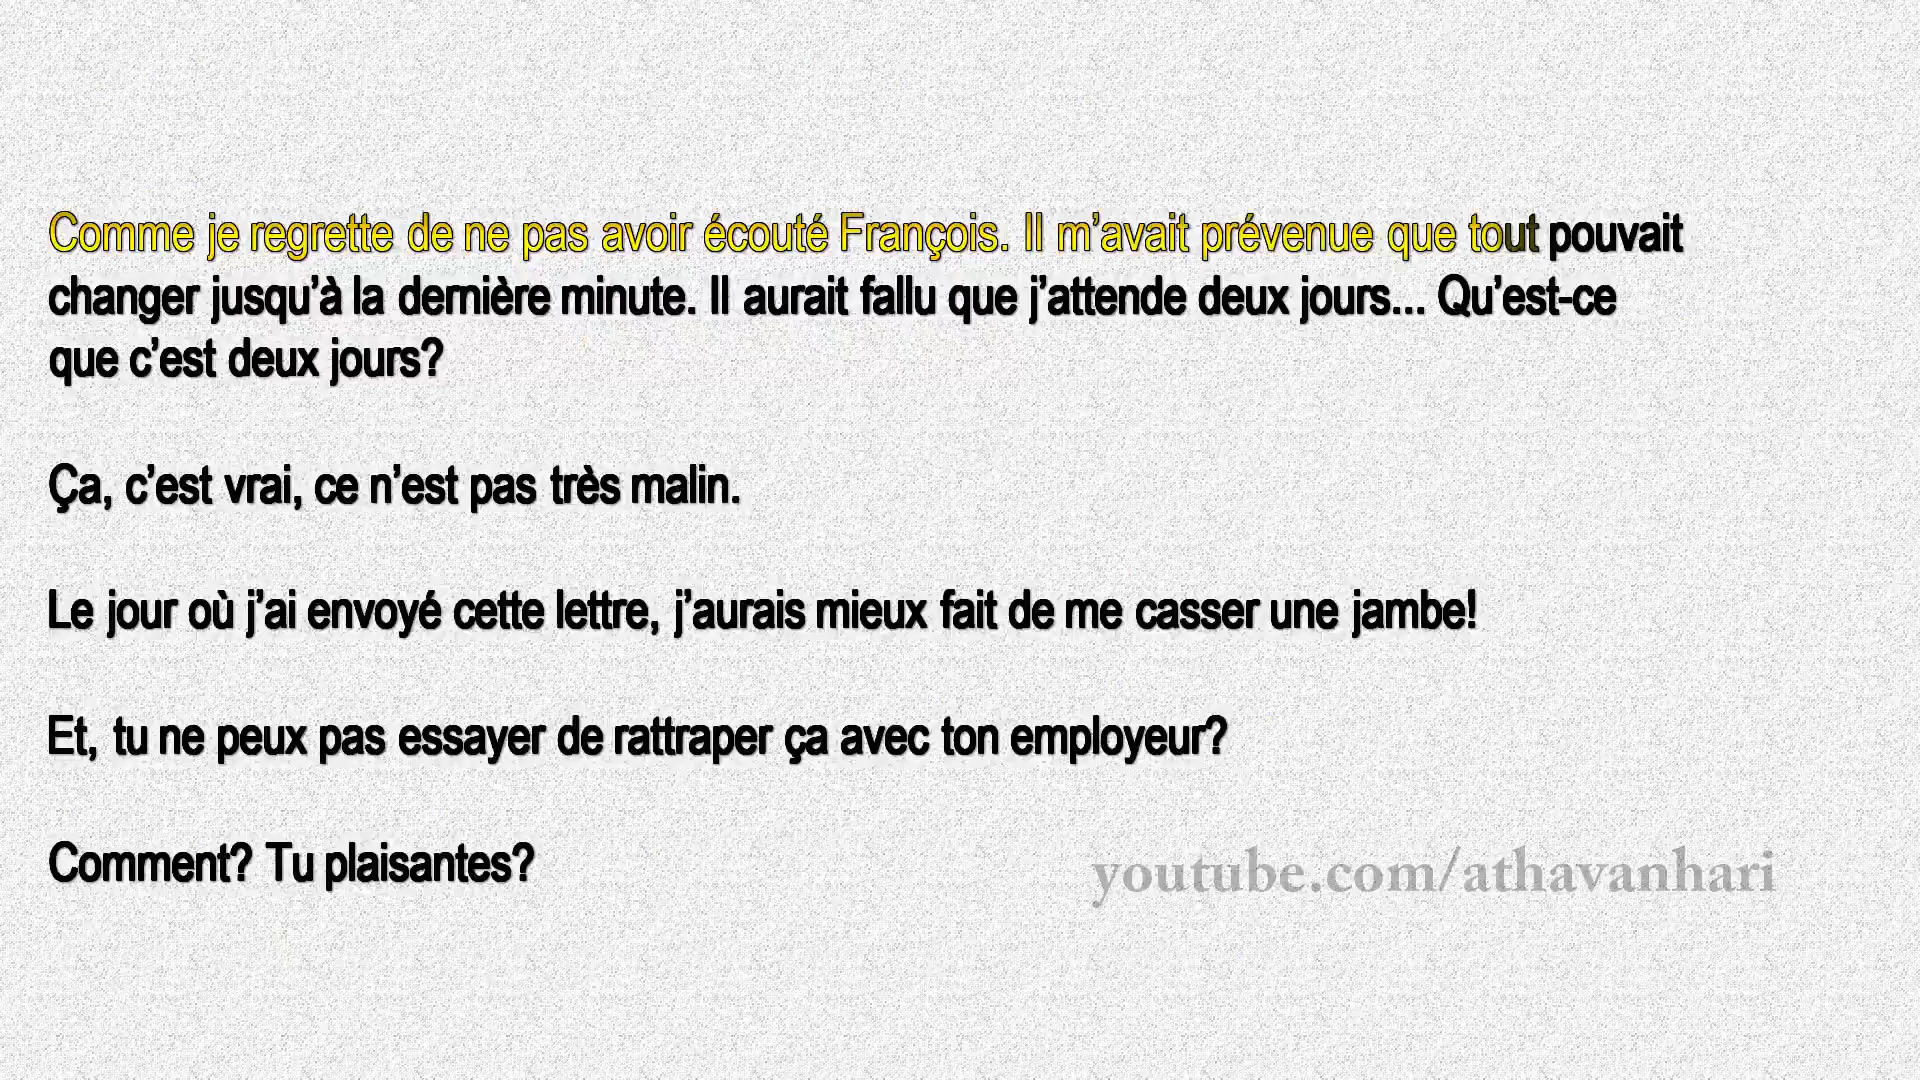 Comme je regrette de ne pas avoir écouté François. Il m’avait prévenue que tout pouvait
changer jusqu’à la dernière minute. Il aurait fallu que j’attende deux jours... Qu’est-ce
que c’est deux jours?
Ça, c’est vrai, ce n’est pas très malin.
Le jour où j’ai envoyé cette lettre, j’aurais mieux fait de me casser une jambe!
Et, tu ne peux pas essayer de rattraper ça avec ton employeur?
Comment? Tu plaisantes?
youtube.com/athavanhari